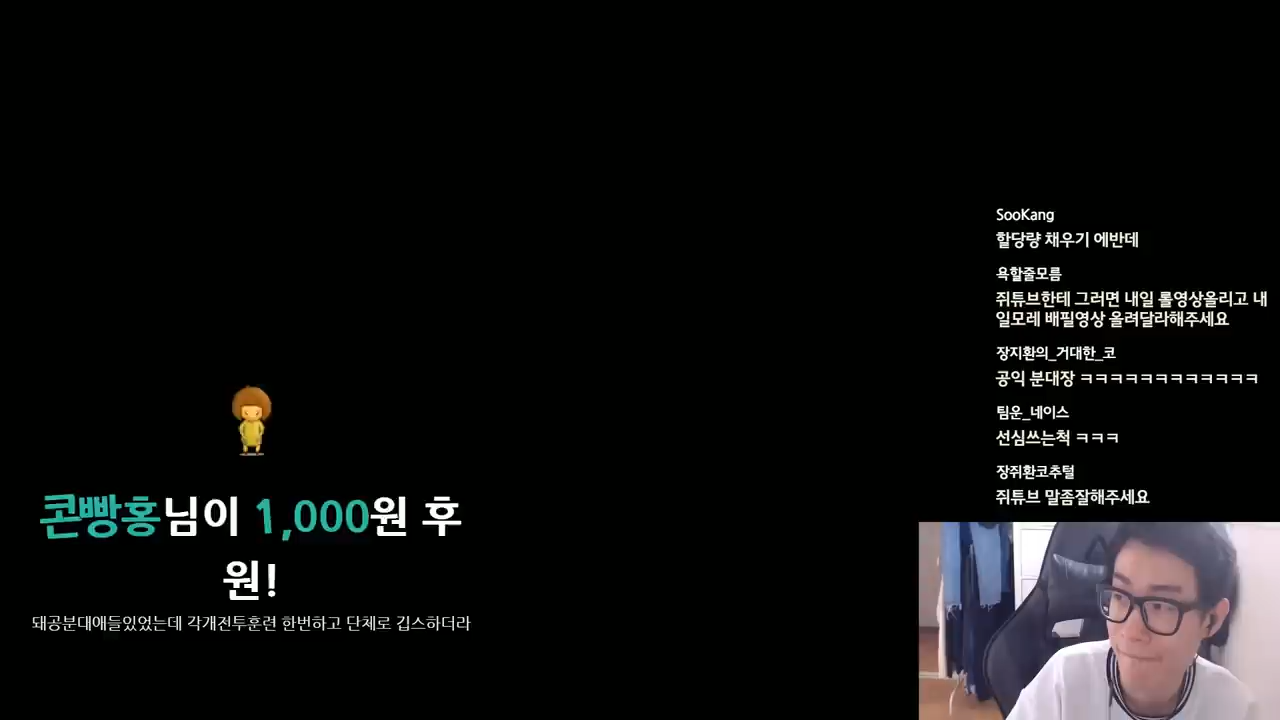 SooKang
할당량 채우기 에반데
욕할줄모름
쥐튜브한테 그러면 내일 롤영상올리고 내
일모레 배필영상 올려달라해주세요
장지환의_거대한_코
공익 분대장 ㅋㅋㅋㅋㅋㅋㅋㅋㅋㅋㅋㅋ
팀운_네이스
선심쓰는척 ㅋㅋㅋ
장쥐환코추털
쥐튜브 말좀잘해주세요
콘빵홍님이 1,000원 후
원!
돼공분대애들있었는데 각개전투훈련 한번하고 단체로 깁스하더라